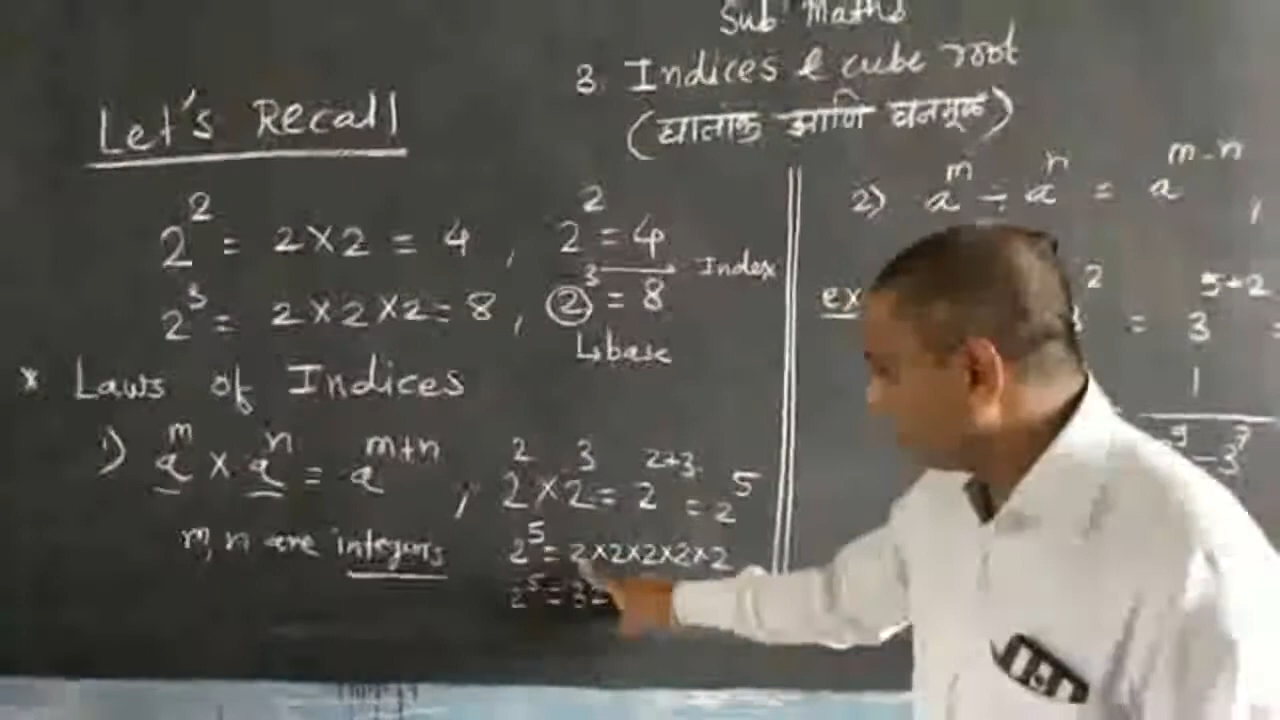 Sub Maths
3. Indices & cube root
(घातांक आणि घनमूळ)
Let's Recall
2² = 2×2 = 4 , 2² = 4
2³ = 2×2×2 = 8 , 2³ = 8 → Index
↳ base
* Laws of Indices
1) aᵐ × aⁿ = aᵐ⁺ⁿ , 2² × 2³ = 2²⁺³ = 2⁵
m, n are integers
2⁵ = 2×2×2×2×2
2⁵ = 32
2) aᵐ ÷ aⁿ = aᵐ⁻ⁿ ,
ex